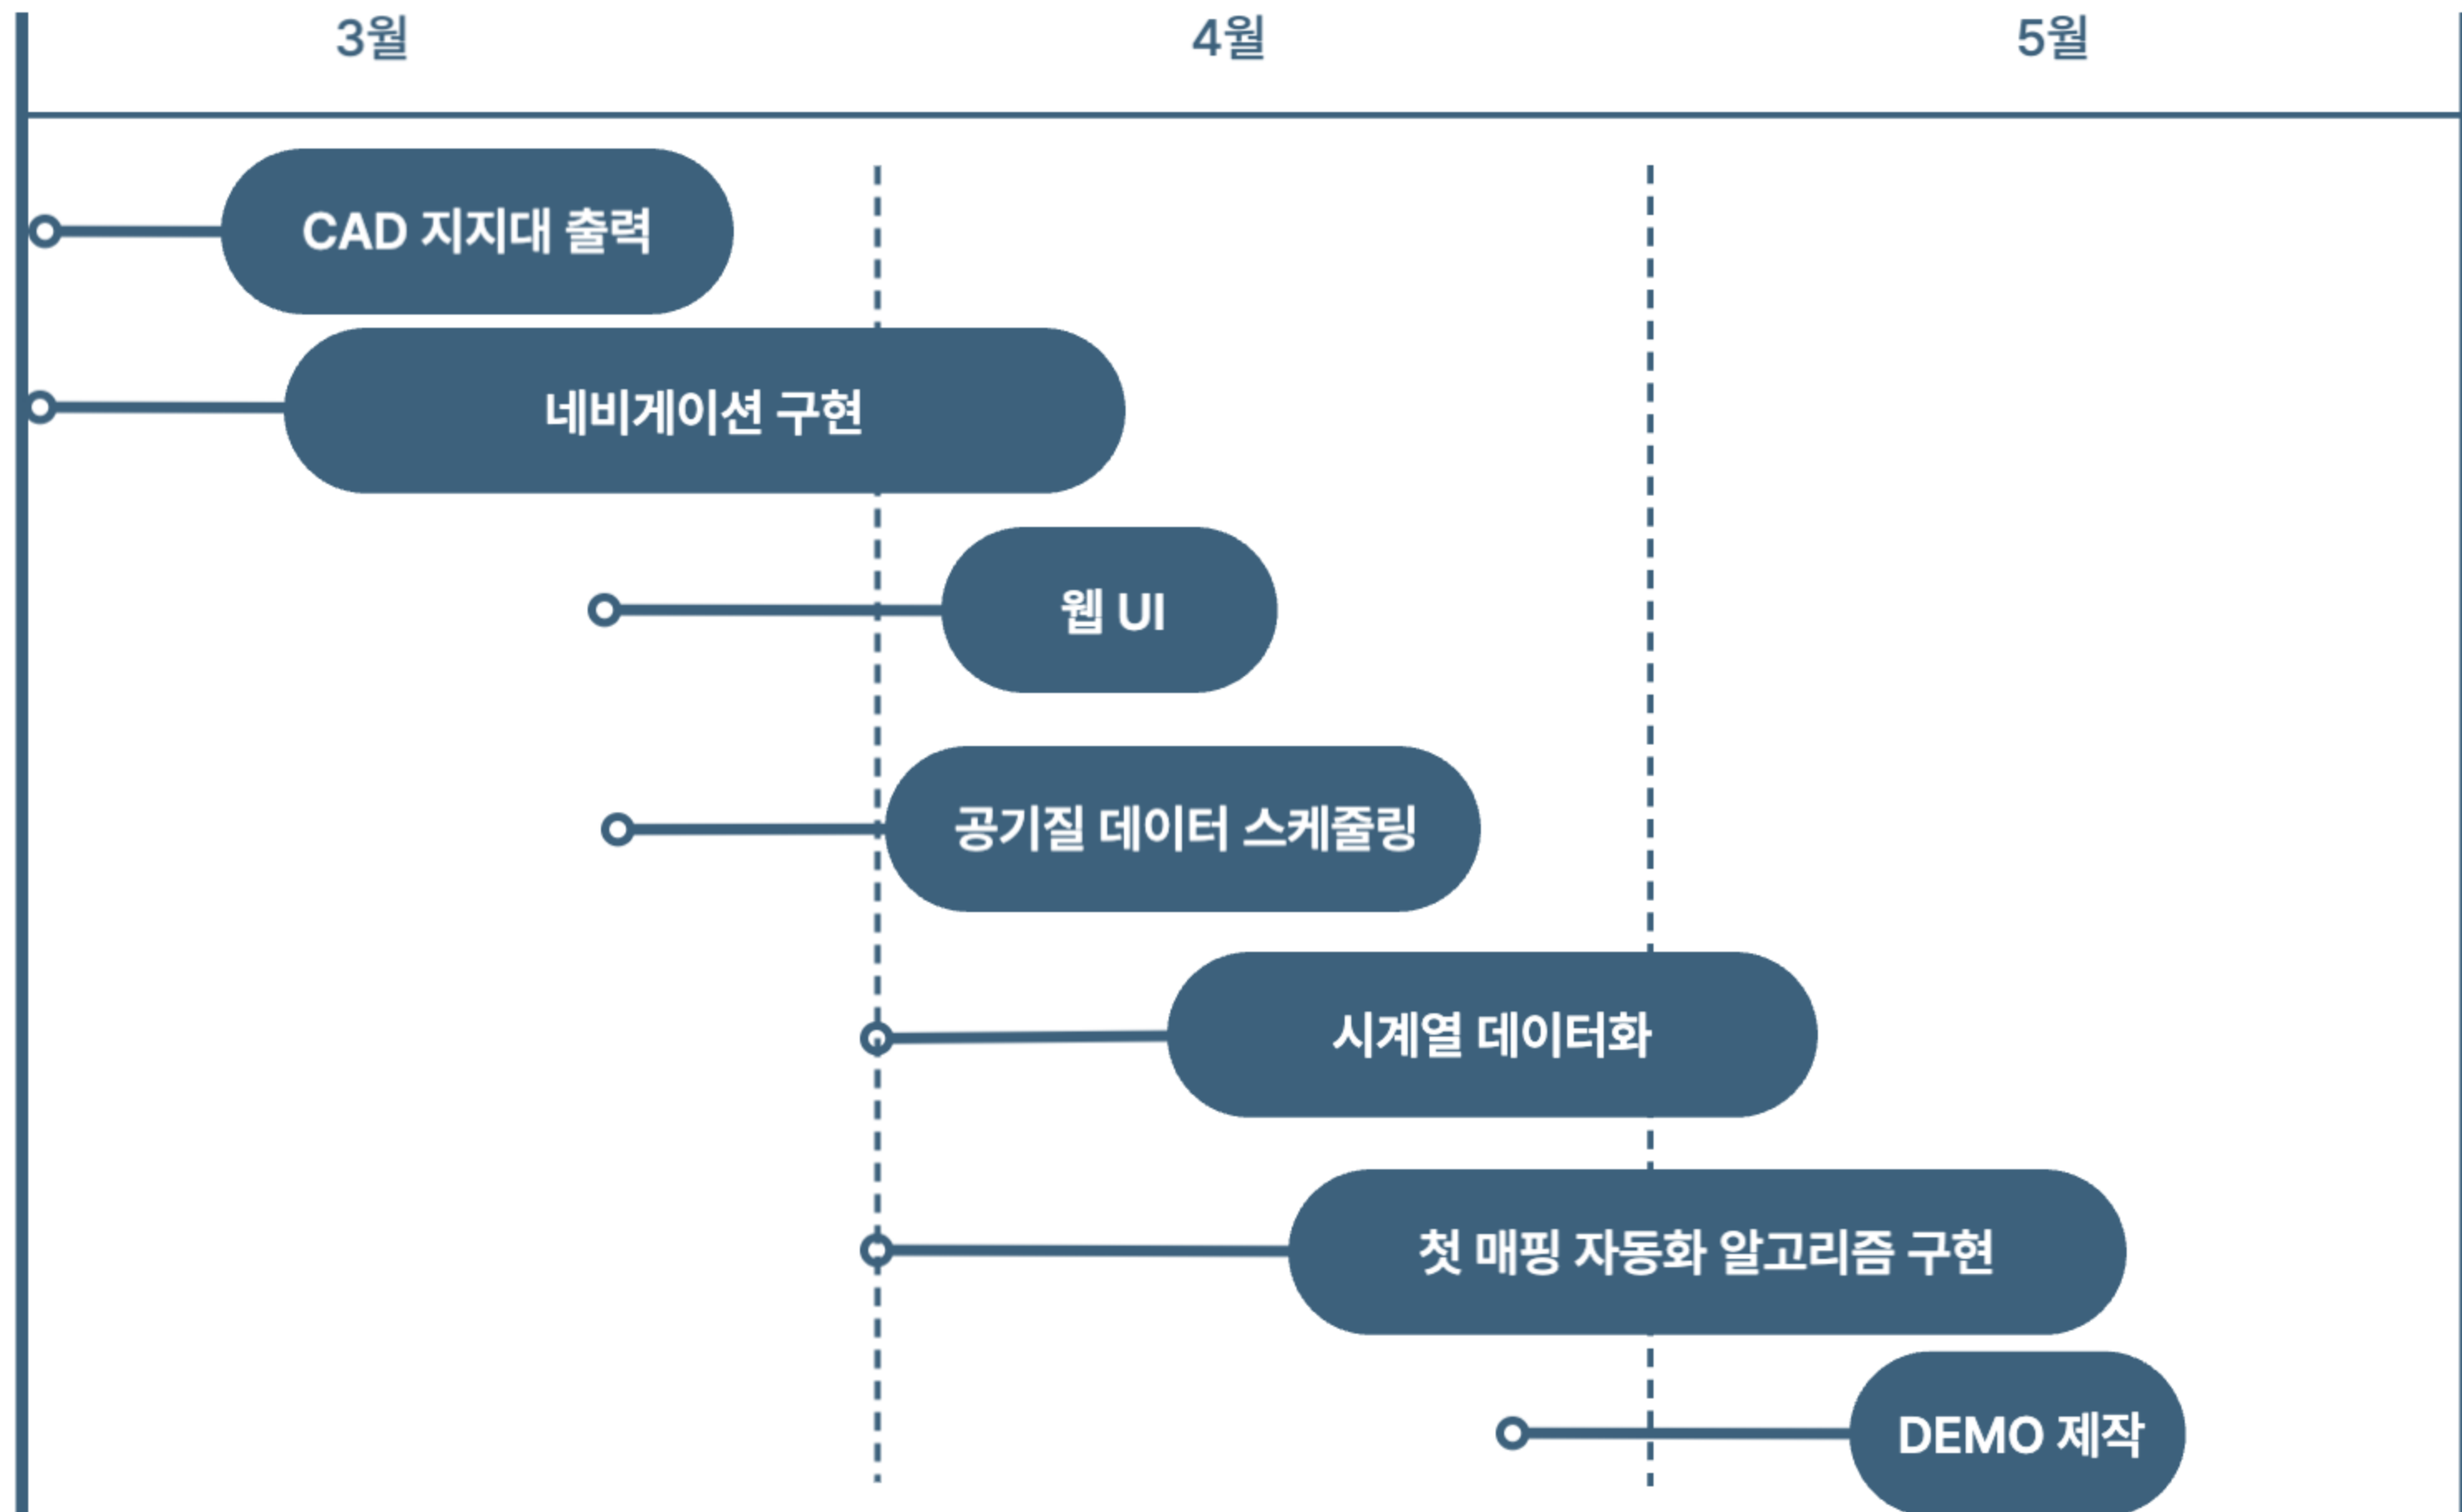 3월
4월
5월
CAD 지지대 출력
네비게이션 구현
웹 UI
공기질 데이터 스케줄링
시계열 데이터화
첫 매핑 자동화 알고리즘 구현
DEMO 제작